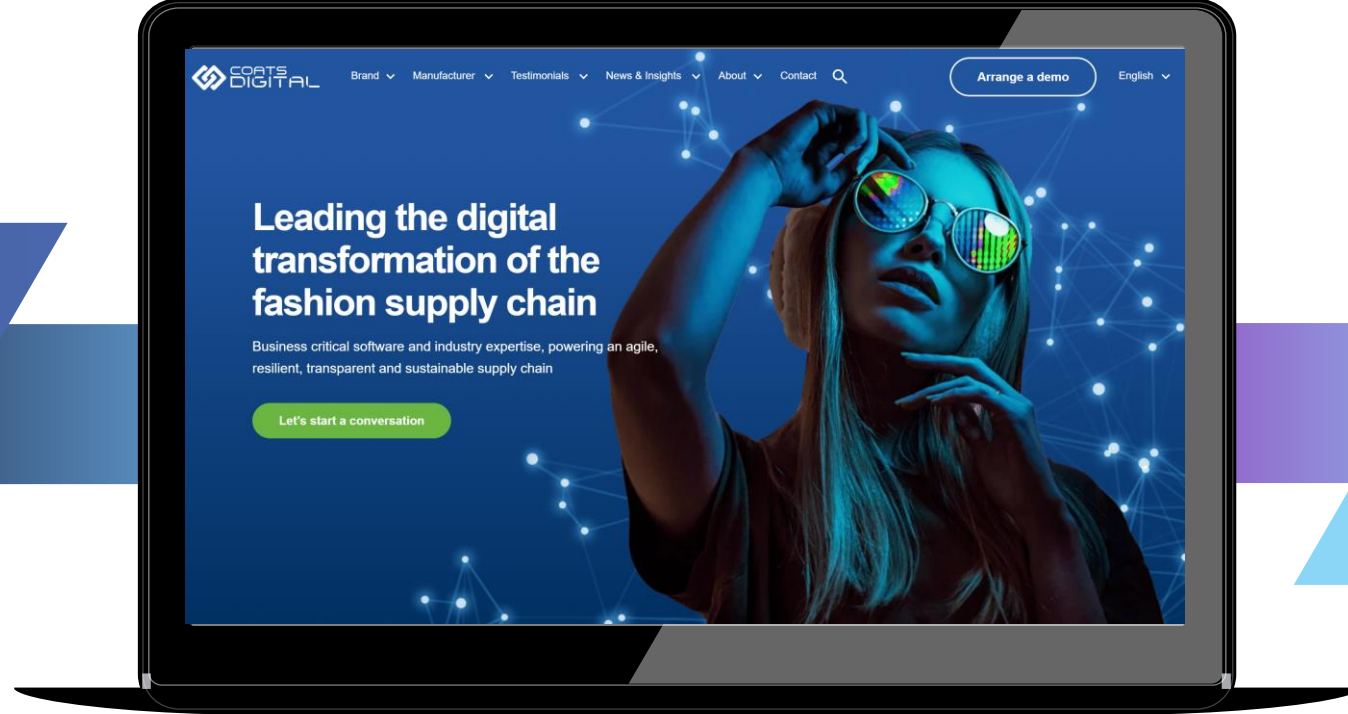 COATS
DIGITAL
Brand
Manufacturer
Testimonials
News & Insights
About
Contact
Arrange a demo
English
Leading the digital
transformation of the
fashion supply chain
Business critical software and industry expertise, powering an agile,
resilient, transparent and sustainable supply chain
Let's start a conversation